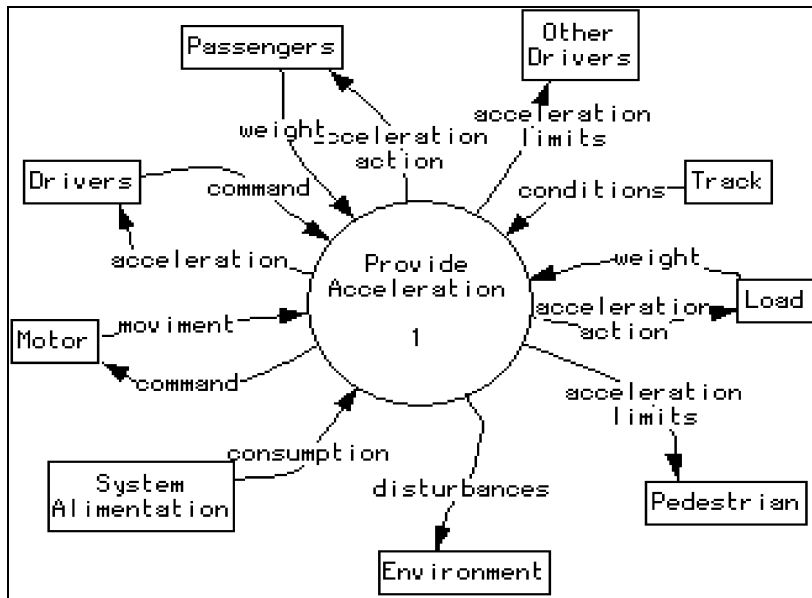 Passengers
Other
Drivers
weight
acceleration
action
acceleration
limits
Drivers
command
conditions
Track
acceleration
Provide
Acceleration
1
weight
Load
acceleration
action
Motor
moviment
command
acceleration
limits
consumption
System
Alimentation
disturbances
Pedestrian
Environment